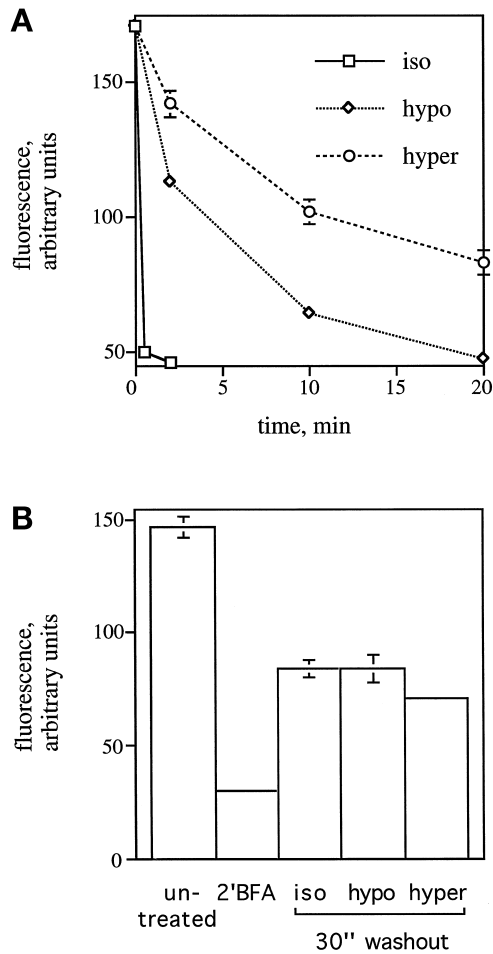 A
fluorescence,
arbitrary units
150
100
50
iso
hypo
hyper
0 5 10 15 20
time, min
B
fluorescence,
arbitrary units
150
100
50
0
un-
treated 2'BFA iso hypo hyper
30" washout